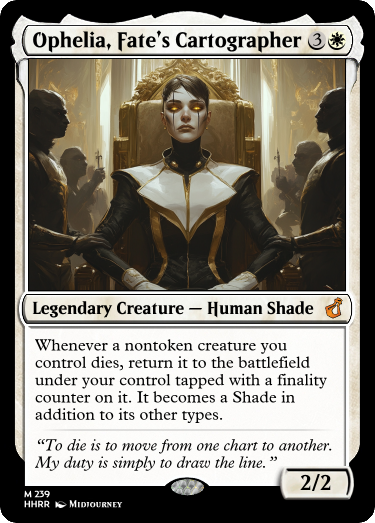 Ophelia, Fate's Cartographer 3
Legendary Creature — Human Shade
Whenever a nontoken creature you
control dies, return it to the battlefield
under your control tapped with a finality
counter on it. It becomes a Shade in
addition to its other types.
"To die is to move from one chart to another.
My duty is simply to draw the line."
2/2
M 239
HHRR Midjourney